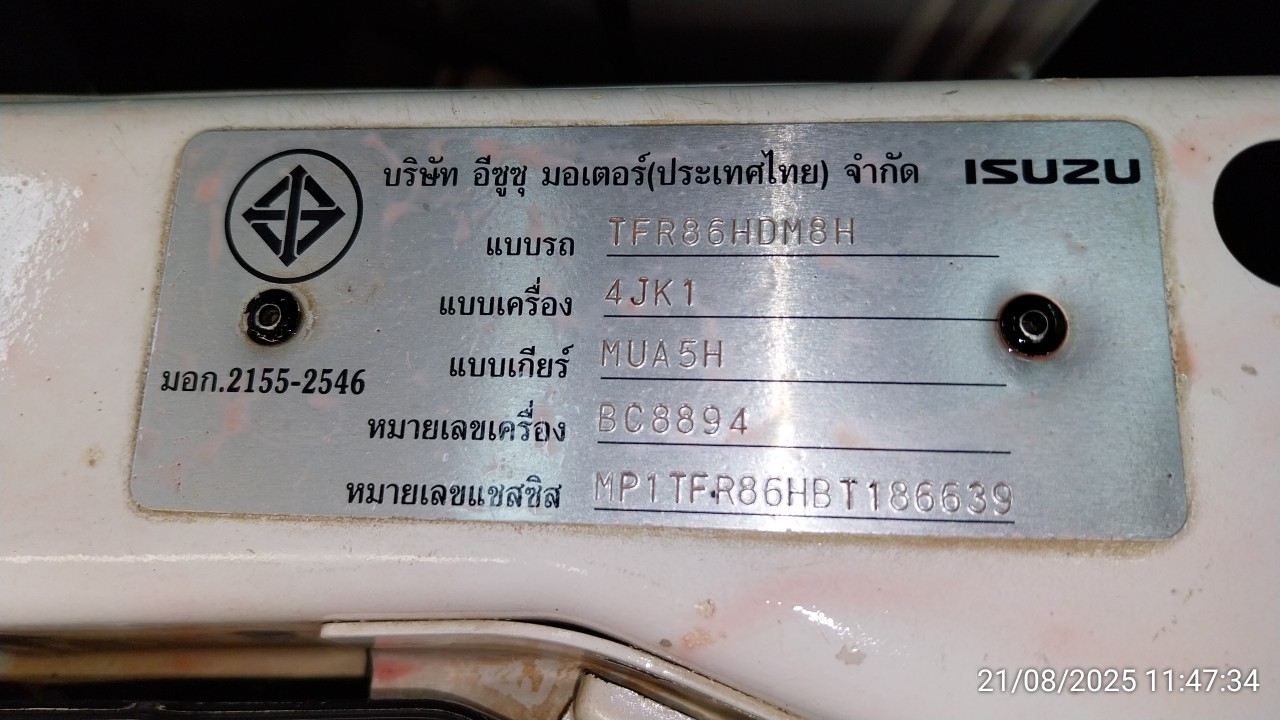 บริษัท อีซูซุ มอเตอร์(ประเทศไทย) จำกัด ISUZU
แบบรถ TFR86HDM8H
แบบเครื่อง 4JK1
แบบเกียร์ MUA5H
มอก.2155-2546
หมายเลขเครื่อง BC8894
หมายเลขแชสซิส MP1TFR86HBT186639
21/08/2025 11:47:34